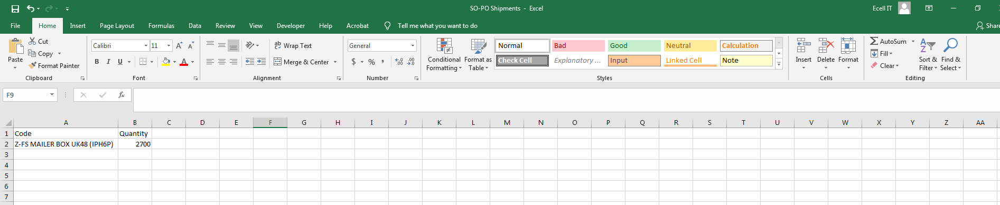 SO-PO Shipments - Excel
Ecell IT
File Home Insert Page Layout Formulas Data Review View Developer Help Acrobat Tell me what you want to do Share
Paste
Cut
Copy
Format Painter
Clipboard
Calibri 11
B I U A
Font
ab Wrap Text
Merge & Center
Alignment
General
$ % ,
Number
Conditional Formatting
Format as Table
Normal Bad Good Neutral Calculation
Check Cell Explanatory ... Input Linked Cell Note
Styles
Insert Delete Format
Cells
AutoSum
Fill
Clear
Sort & Filter
Find & Select
Editing
F9 fx
A B C D E F G H I J K L M N O P Q R S T U V W X Y Z AA
1 Code Quantity
2 Z-FS MAILER BOX UK48 (IPH6P) 2700
3
4
5
6
7